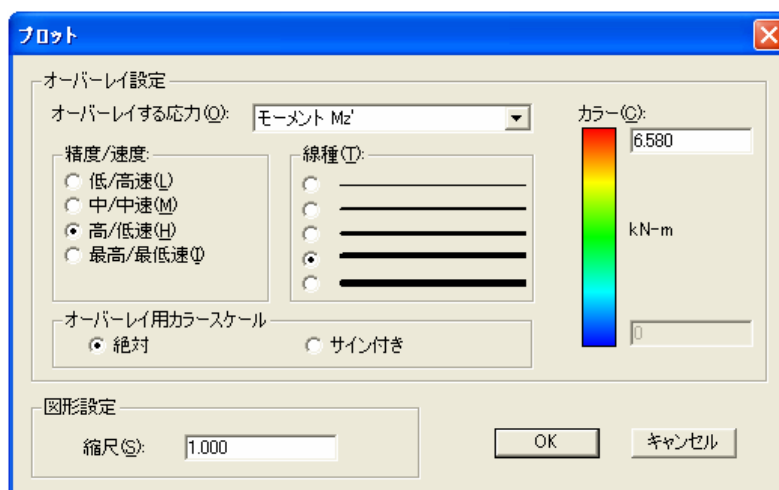 プロット
オーバーレイ設定
オーバーレイする応力(O):
モーメント Mz'
カラー(C):
6.580
kN-m
0
精度/速度:
低/高速(L)
中/中速(M)
高/低速(H)
最高/最低速(I)
線種(T):
オーバーレイ用カラースケール
絶対
サイン付き
図形設定
縮尺(S):
1.000
OK
キャンセル